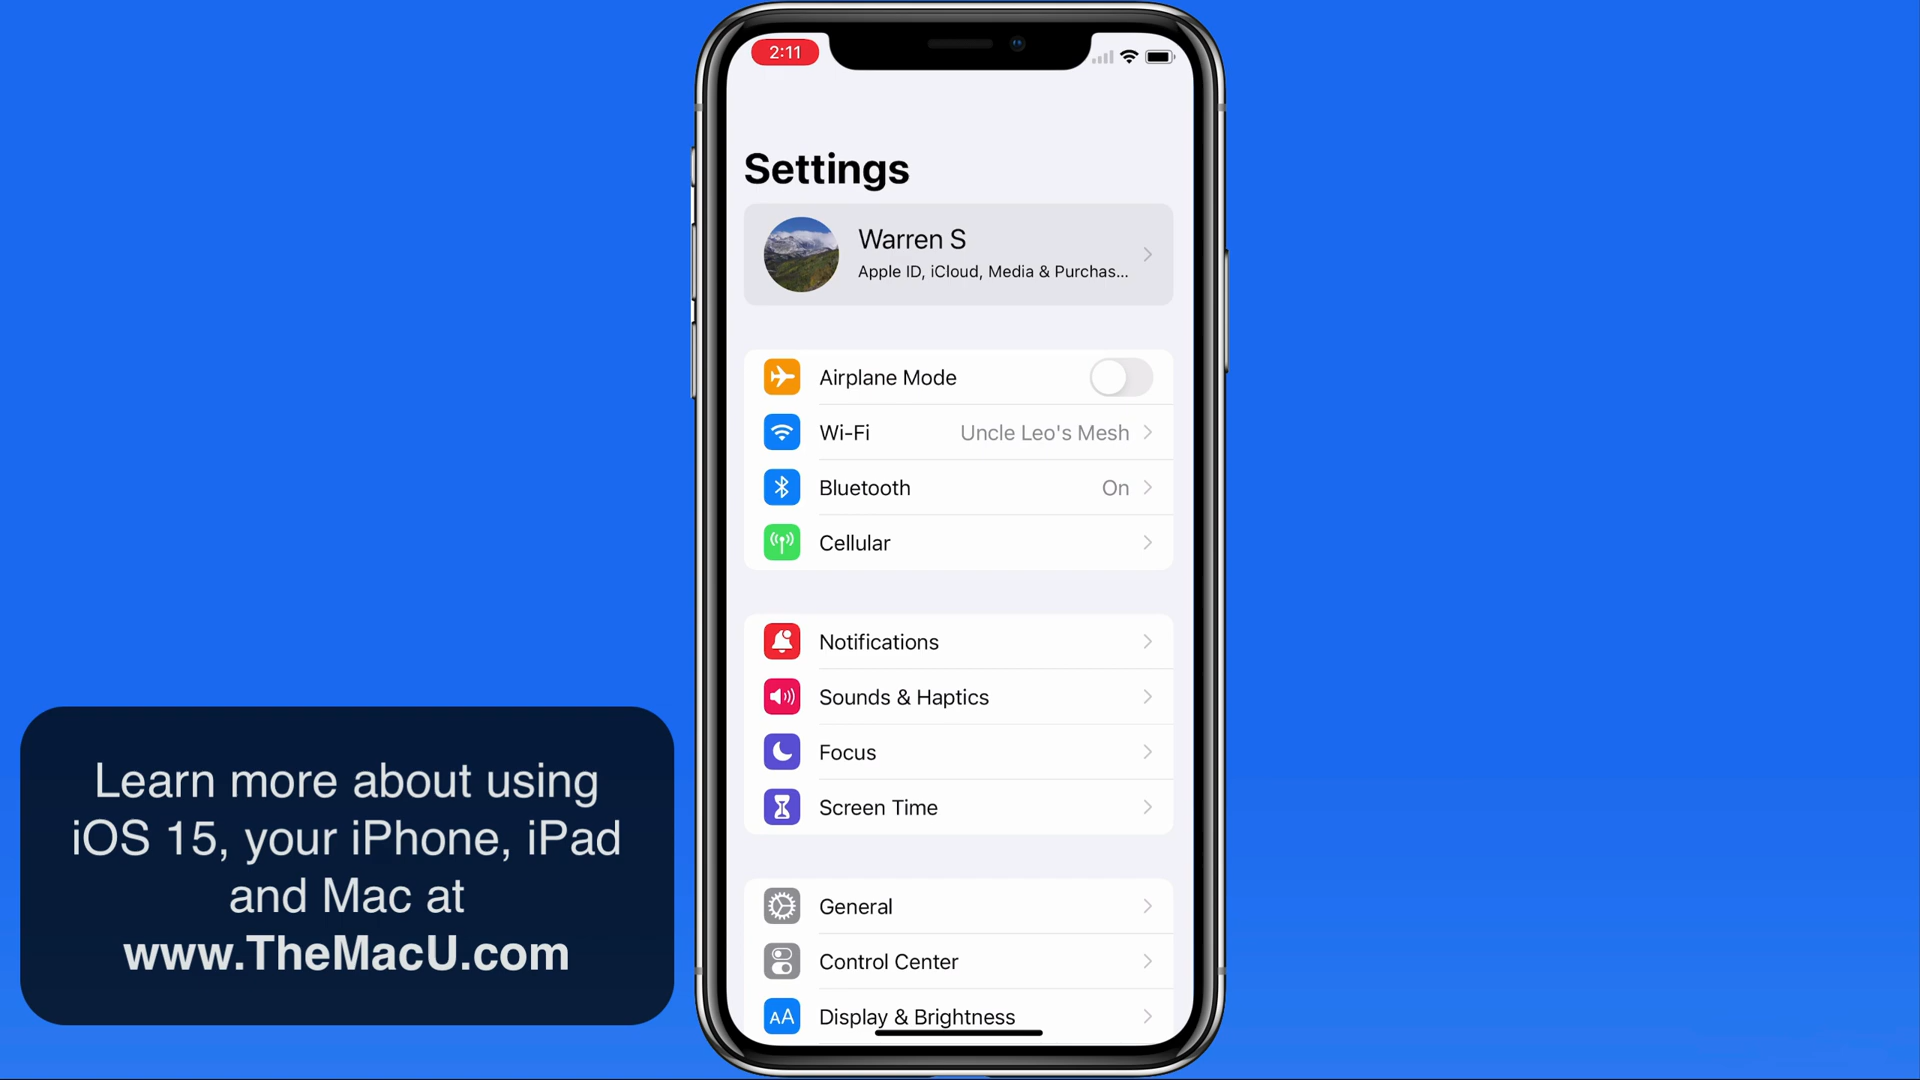 2:11
Settings
Warren S
Apple ID, iCloud, Media & Purchas...
Airplane Mode
Wi-Fi Uncle Leo's Mesh
Bluetooth On
Cellular
Notifications
Sounds & Haptics
Focus
Screen Time
General
Control Center
AA Display & Brightness
Learn more about using
iOS 15, your iPhone, iPad
and Mac at
www.TheMacU.com